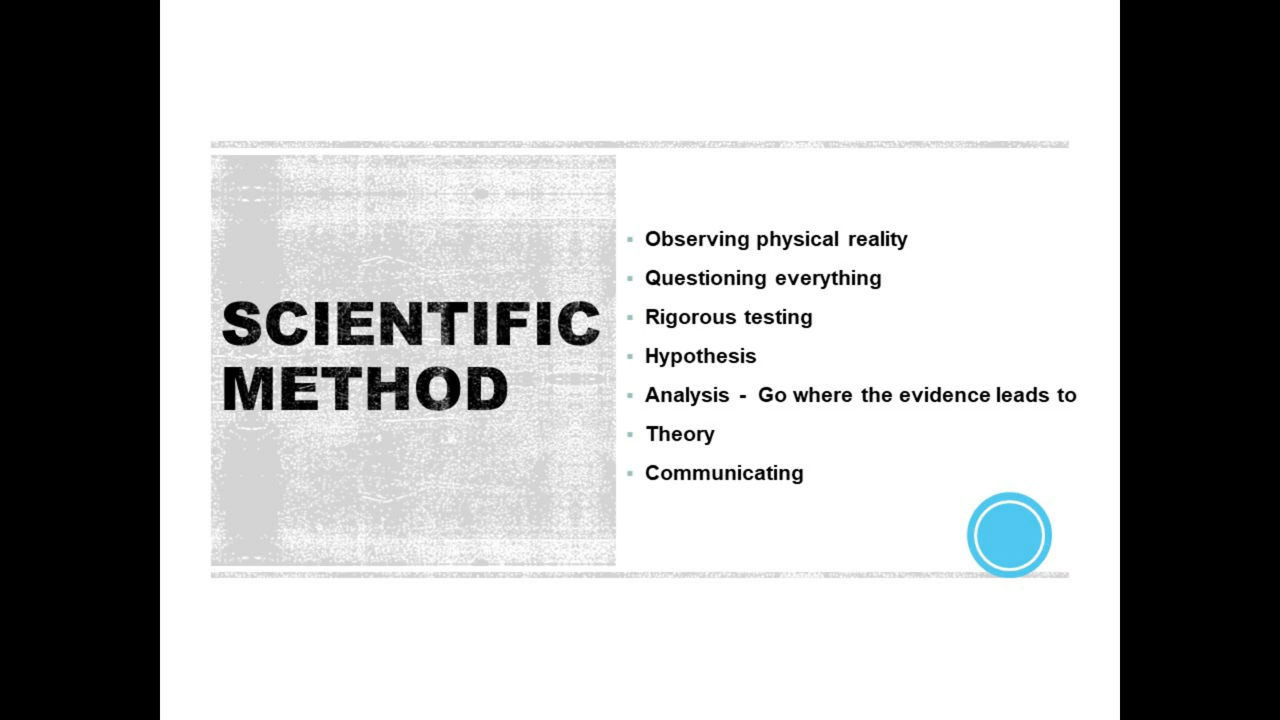 SCIENTIFIC
METHOD
Observing physical reality
Questioning everything
Rigorous testing
Hypothesis
Analysis - Go where the evidence leads to
Theory
Communicating